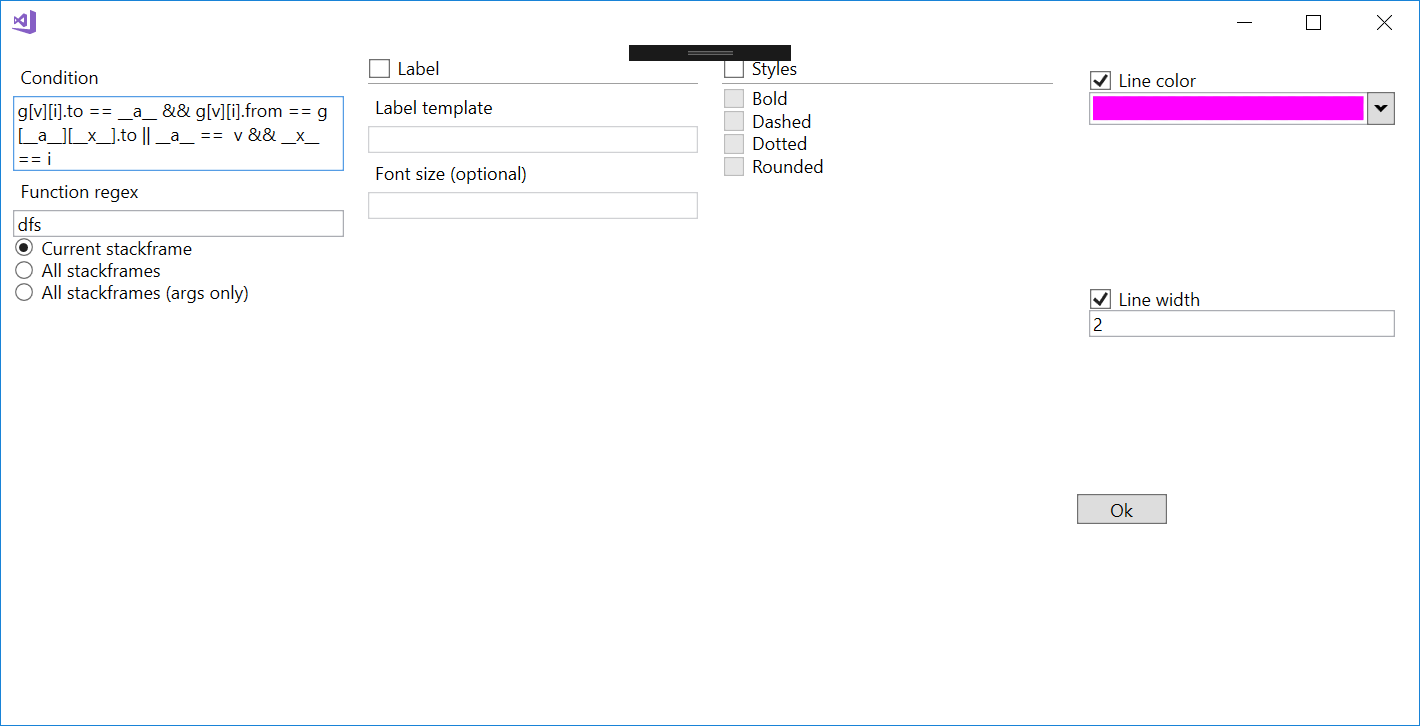 Condition
g[v][i].to == __a__ && g[v][i].from == g
[__a__][__x__].to || __a__ ==  v && __x__
== i
Function regex
dfs
Current stackframe
All stackframes
All stackframes (args only)
Label
Label template
Font size (optional)
Styles
Bold
Dashed
Dotted
Rounded
Line color
Line width
2
Ok